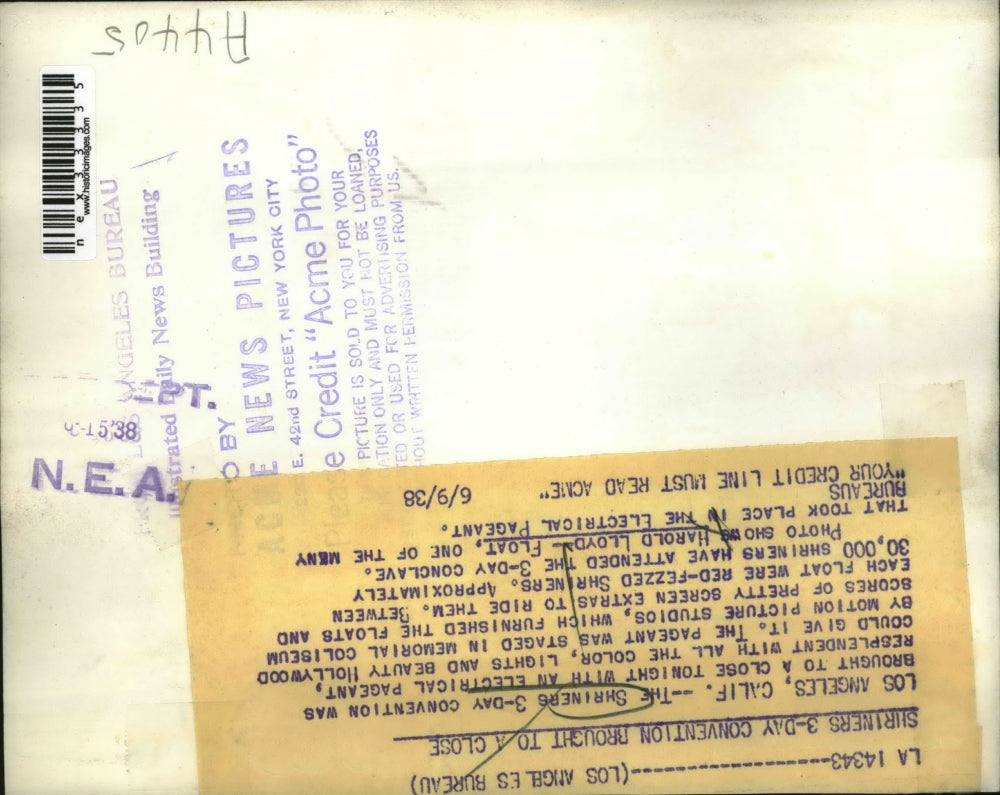 A4405
nex33335
www.historicimages.com
LOS ANGELES BUREAU
Daily News Building
PT.
15'38
N.E.A.
BY
ACME NEWS PICTURES
E. 42nd STREET, NEW YORK CITY
Please Credit "Acme Photo"
PICTURE IS SOLD TO YOU FOR YOUR
ATION ONLY AND MUST NOT BE LOANED,
TED OR USED FOR ADVERTISING PURPOSES
HOUT WRITTEN PERMISSION FROM US.
LA 14343--------------------(LOS ANGELES BUREAU)
SHRINERS 3-DAY CONVENTION BROUGHT TO A CLOSE
LOS ANGELES, CALIF. -- THE SHRINERS 3-DAY CONVENTION WAS
BROUGHT TO A CLOSE TONIGHT WITH AN ELECTRICAL PAGEANT,
RESPLENDENT WITH ALL THE COLOR, LIGHTS AND BEAUTY HOLLYWOOD
COULD GIVE IT. THE PAGEANT WAS STAGED IN MEMORIAL COLISEUM
BY MOTION PICTURE STUDIOS, WHICH FURNISHED THE FLOATS AND
SCORES OF PRETTY SCREEN EXTRAS TO RIDE THEM. BETWEEN
EACH FLOAT WERE RED-FEZZED SHRINERS. APPROXIMATELY
30,000 SHRINERS HAVE ATTENDED THE 3-DAY CONCLAVE.
PHOTO SHOWS HAROLD LLOYD FLOAT, ONE OF THE MANY
THAT TOOK PLACE IN THE ELECTRICAL PAGEANT.
BUREAUS
"YOUR CREDIT LINE MUST READ ACME" 6/9/38